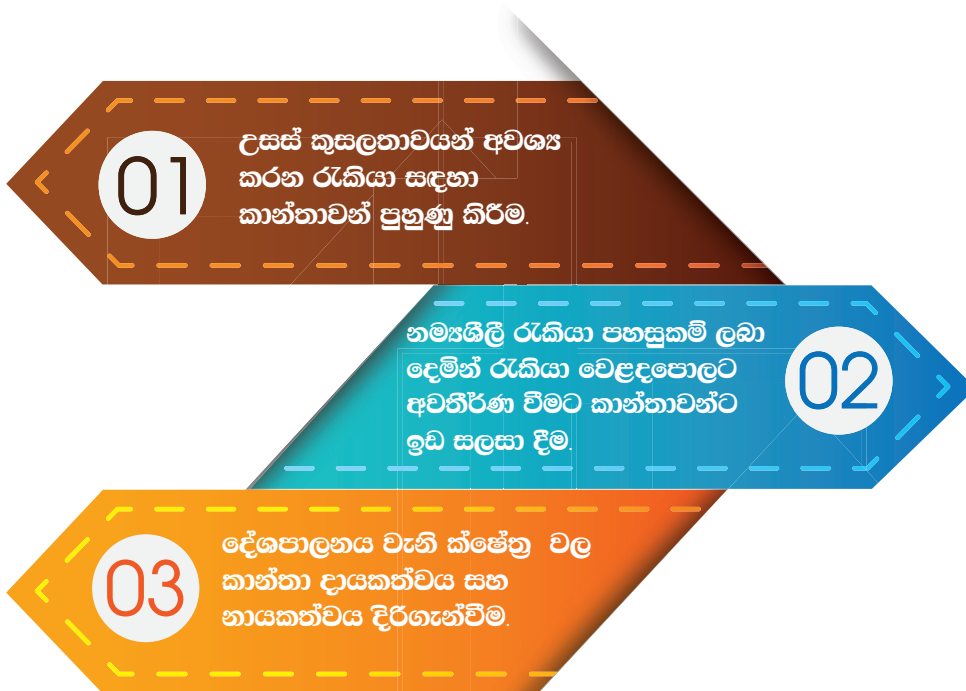 01
උසස් කුසලතාවයන් අවශ්‍ය
කරන රැකියා සඳහා
කාන්තාවන් පුහුණු කිරීම.
නම්‍යශීලී රැකියා පහසුකම් ලබා
දෙමින් රැකියා වෙළදපොලට
අවතීර්ණ වීමට කාන්තාවන්ට
ඉඩ සලසා දීම.
02
03
දේශපාලනය වැනි ක්ෂේත්‍ර වල
කාන්තා දායකත්වය සහ
නායකත්වය දිරිගැන්වීම.